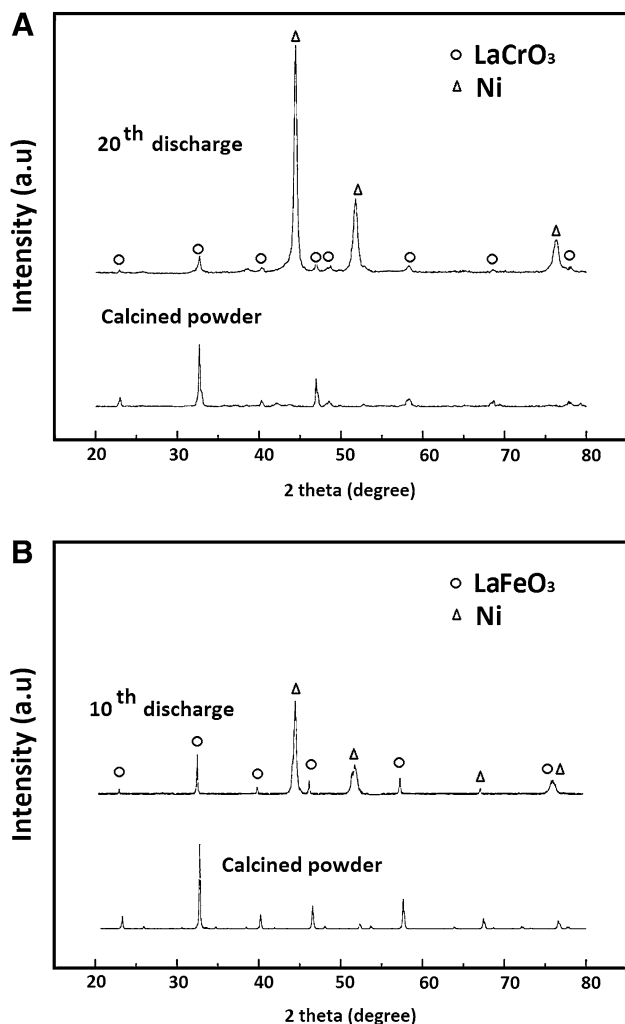 A
○ LaCrO₃
△ Ni
20th discharge
Calcined powder
Intensity (a.u)
20 30 40 50 60 70 80
2 theta (degree)
B
○ LaFeO₃
△ Ni
10th discharge
Calcined powder
Intensity (a.u)
20 30 40 50 60 70 80
2 theta (degree)